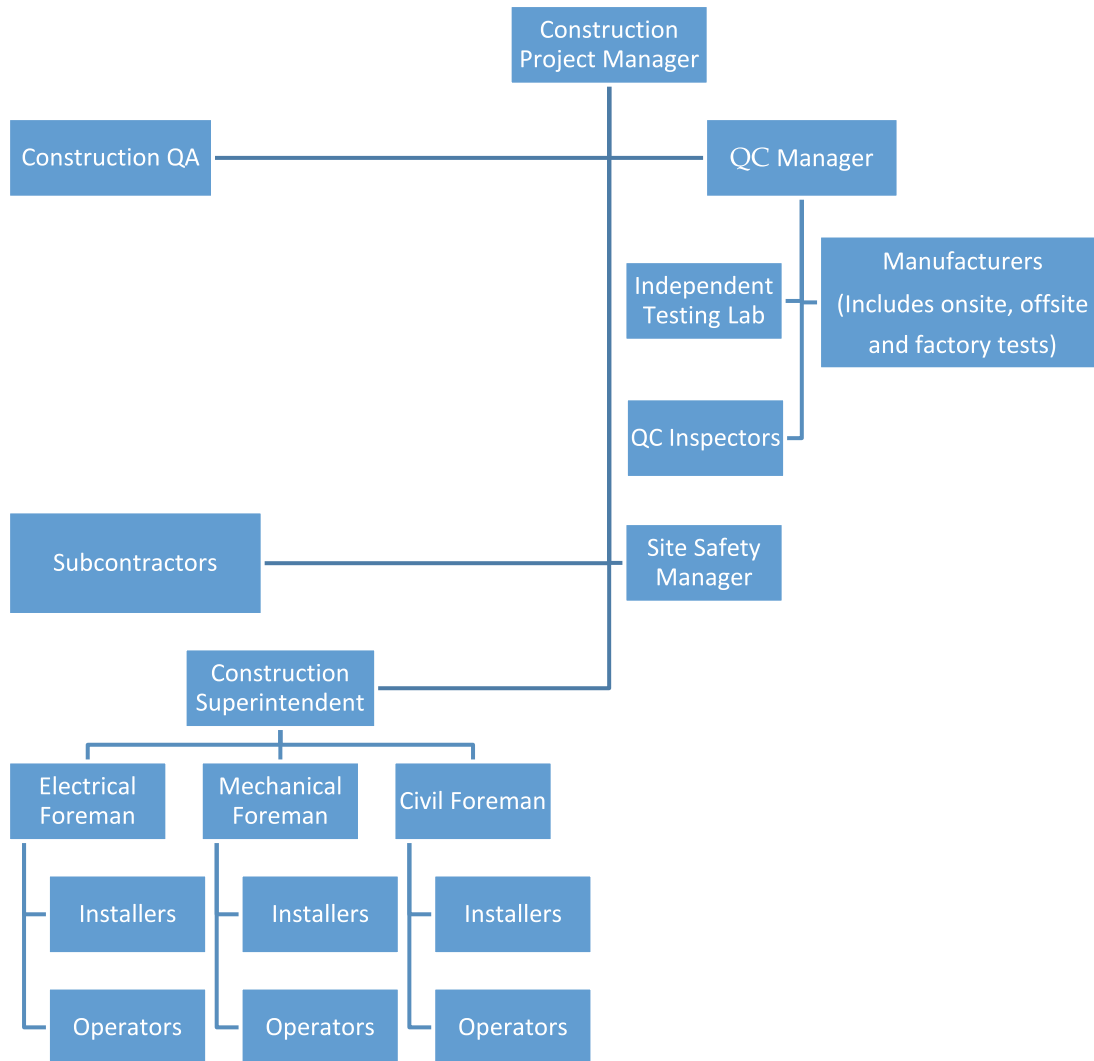 Construction
Project Manager
Construction QA
QC Manager
Independent
Testing Lab
Manufacturers
(Includes onsite, offsite
and factory tests)
QC Inspectors
Subcontractors
Site Safety
Manager
Construction
Superintendent
Electrical
Foreman
Mechanical
Foreman
Civil Foreman
Installers
Installers
Installers
Operators
Operators
Operators